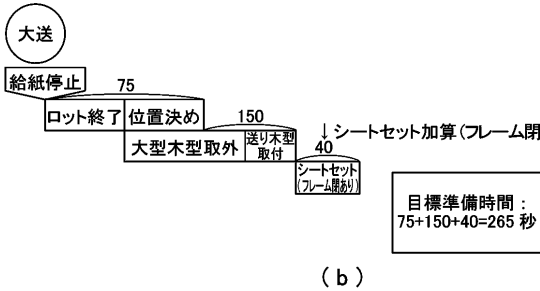 大送
給紙停止
75
ロット終了 位置決め
150
大型木型取外
送り木型
取付
↓シートセット加算(フレーム閉
40
シートセット
(フレーム閉あり)
目標準備時間:
75+150+40=265 秒
(b)